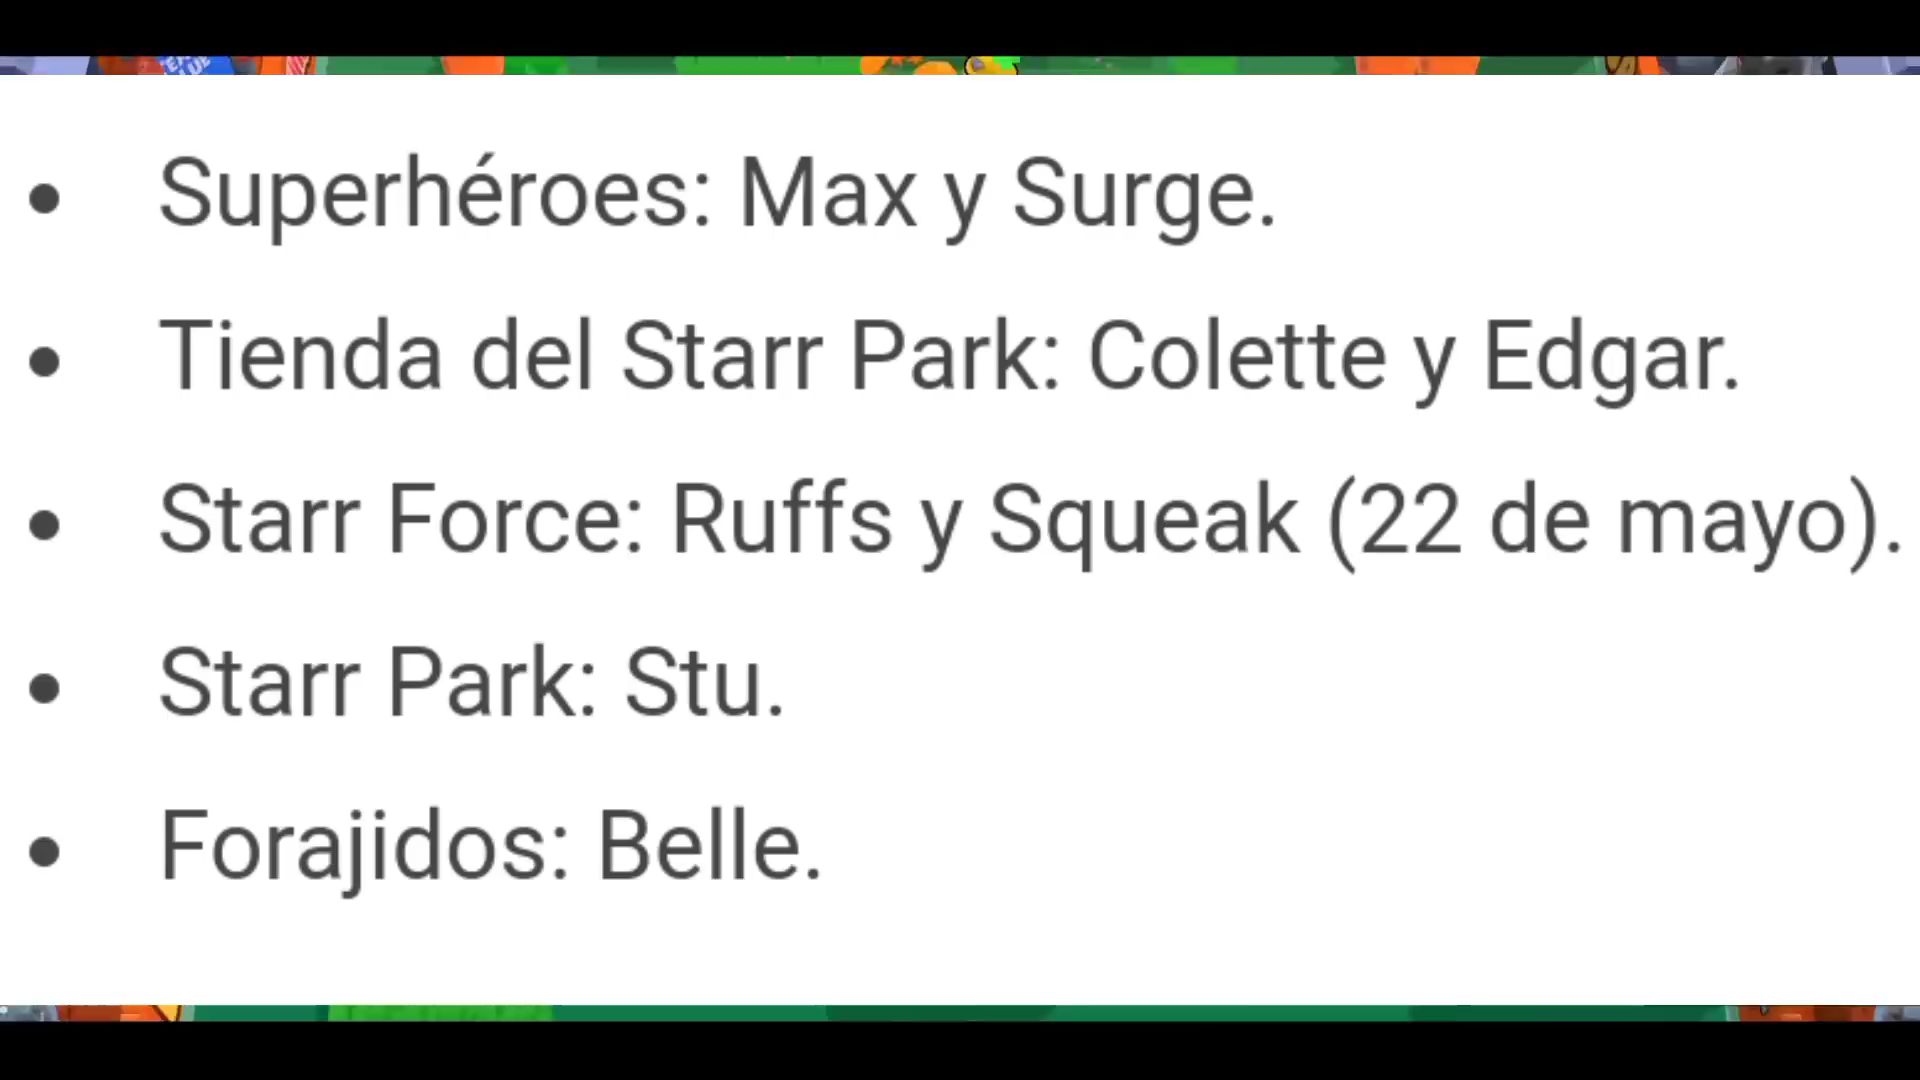 • Superhéroes: Max y Surge.
• Tienda del Starr Park: Colette y Edgar.
• Starr Force: Ruffs y Squeak (22 de mayo).
• Starr Park: Stu.
• Forajidos: Belle.